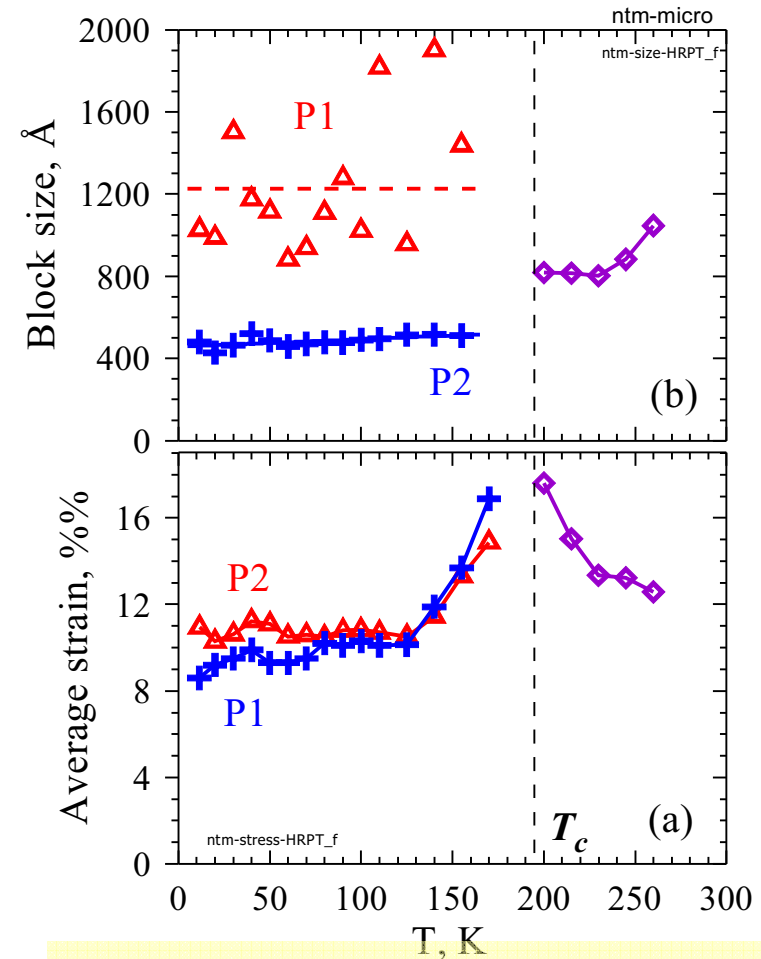 ntm-micro
2000
ntm-size-HRPT_f
1600
P1
1200
Block size, Å
800
400
P2
(b)
0
16
Average strain, %%
P2
12
8
P1
4
ntm-stress-HRPT_f
T_c
(a)
0
0 50 100 150 200 250 300
T, K